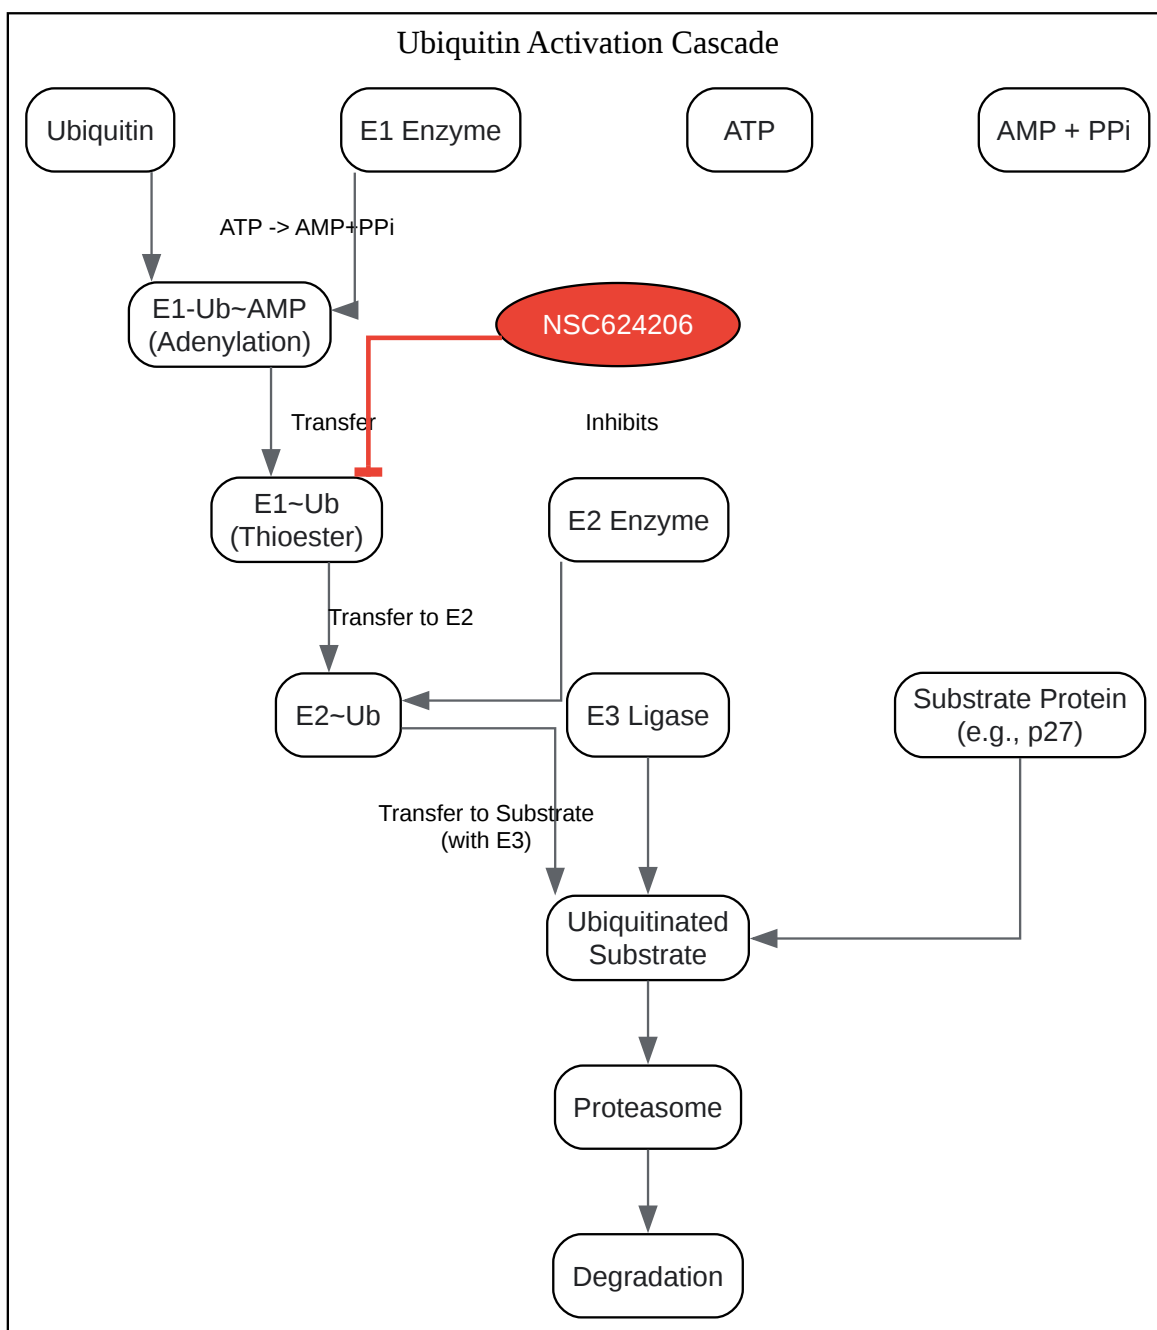 Ubiquitin Activation Cascade
Ubiquitin
E1 Enzyme
ATP
AMP + PPi
ATP -> AMP+PPi
E1-Ub~AMP
(Adenylation)
NSC624206
Transfer
Inhibits
E1~Ub
(Thioester)
E2 Enzyme
Transfer to E2
E2~Ub
E3 Ligase
Substrate Protein
(e.g., p27)
Transfer to Substrate
(with E3)
Ubiquitinated
Substrate
Proteasome
Degradation